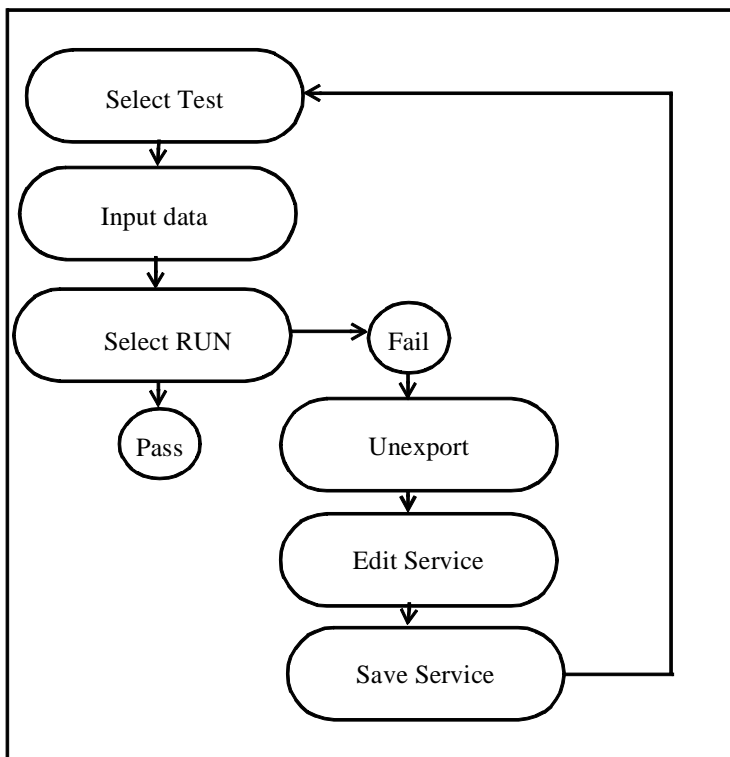 Select Test
Input data
Select RUN
Fail
Pass
Unexport
Edit Service
Save Service